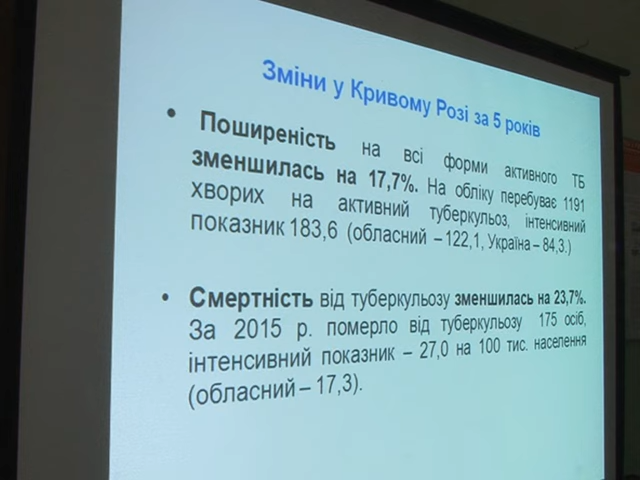 Зміни у Кривому Розі за 5 років
• Поширеність на всі форми активного ТБ
зменшилась на 17,7%. На обліку перебуває 1191
хворих на активний туберкульоз, інтенсивний
показник 183,6 (обласний – 122,1, Україна – 84,3.)
• Смертність від туберкульозу зменшилась на 23,7%.
За 2015 р. померло від туберкульозу 175 осіб,
інтенсивний показник – 27,0 на 100 тис. населення
(обласний – 17,3).